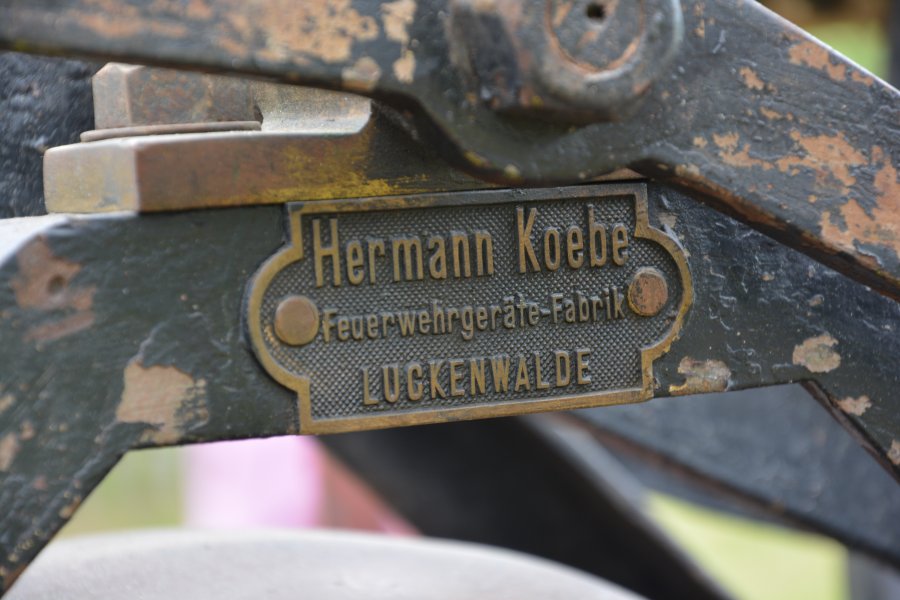 Hermann Koebe
Feuerwehrgeräte-Fabrik
LUCKENWALDE